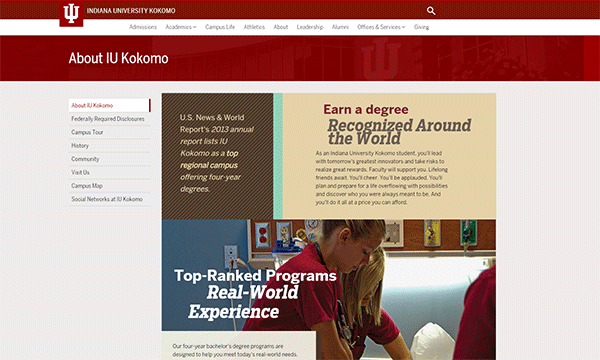 INDIANA UNIVERSITY KOKOMO
Admissions Academics Campus Life Athletics About Leadership Alumni Offices & Services Giving
About IU Kokomo
About IU Kokomo
Federally Required Disclosures
Campus Tour
History
Community
Visit Us
Campus Map
Social Networks at IU Kokomo
U.S. News & World
Report's 2013 annual
report lists IU
Kokomo as a top
regional campus
offering four-year
degrees.
Earn a degree
Recognized Around
the World
As an Indiana University Kokomo student, you'll lead
with tomorrow's greatest innovators and take risks to
realize great rewards. Faculty will support you. Lifelong
friends await. You'll cheer. You'll be applauded. You'll
plan and prepare for a life overflowing with possibilities
and discover who you were always meant to be. And
you'll do it all at a price you can afford.
Top-Ranked Programs
Real-World
Experience
Our four-year bachelor's degree programs are
designed to help you meet today's real-world needs.